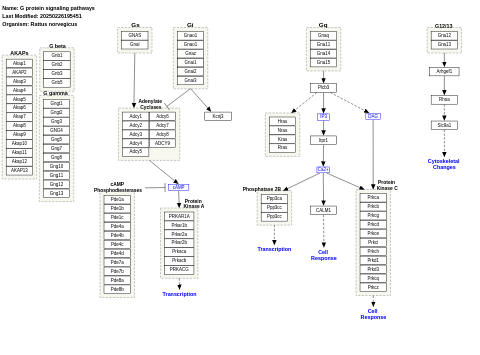 Name: G protein signaling pathways
Last Modified: 20250226195451
Organism: Rattus norvegicus
AKAPs
Akap1
AKAP2
Akap3
Akap4
Akap5
Akap6
Akap7
Akap8
Akap9
Akap10
Akap11
Akap12
AKAP13
G beta
Gnb1
Gnb2
Gnb3
Gnb5
G gamma
Gngt1
Gng2
Gng3
GNG4
Gng5
Gng7
Gng8
Gng10
Gng11
Gng12
Gng13
Gs
GNAS
Gnal
Gi
Gnao1
Gnao1
Gnaz
Gnai1
Gnai2
Gnai3
Adenylate
Cyclases
Adcy1
Adcy2
Adcy3
Adcy4
Adcy5
Adcy6
Adcy7
Adcy8
ADCY9
Kcnj3
cAMP
Phosphodiesterases
Pde1a
Pde1b
Pde1c
Pde4a
Pde4b
Pde4c
Pde4d
Pde7a
Pde7b
Pde8a
Pde8b
cAMP
Protein
Kinase A
PRKAR1A
Prkar1b
Prkar2a
Prkar2b
Prkaca
Prkacb
PRKACG
Transcription
Gq
Gnaq
Gna11
Gna14
Gna15
Plcb3
Hras
Nras
Kras
Rras
IP3
DAG
Itpr1
Ca2+
Phosphatase 2B
Ppp3ca
Ppp3cc
Ppp3cc
Transcription
CALM1
Cell
Response
Protein
Kinase C
Prkca
Prkcb
Prkcg
Prkcd
Prkce
Prkci
Prkch
Prkd1
Prkd3
Prkcq
Prkcz
Cell
Response
G12/13
Gna12
Gna13
Arhgef1
Rhoa
Slc9a1
Cytoskeletal
Changes